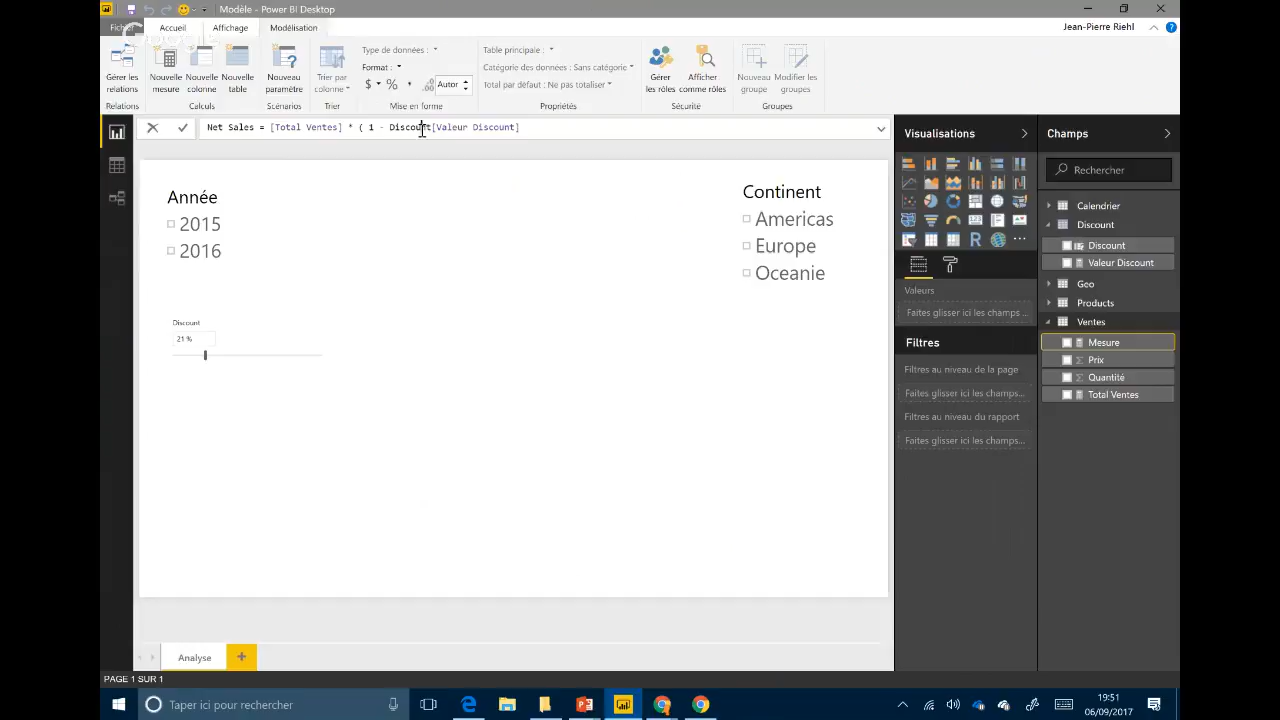 Modèle - Power BI Desktop
Jean-Pierre Riehl
Fichier
Accueil
Affichage
Modélisation
Gérer les relations
Nouvelle mesure
Nouvelle colonne
Nouvelle table
Nouveau paramètre
Trier par colonne
Type de données :
Format :
$ % , .00 Autor
Table principale :
Catégorie des données : Sans catégorie
Total par défaut : Ne pas totaliser
Gérer les rôles
Afficher comme rôles
Nouveau groupe
Modifier les groupes
Relations
Calculs
Scénarios
Trier
Mise en forme
Propriétés
Sécurité
Groupes
Net Sales = [Total Ventes] * ( 1 - Discount[Valeur Discount]
Année
2015
2016
Continent
Americas
Europe
Oceanie
Discount
21 %
Visualisations
R
Valeurs
Faites glisser ici les champs ...
Filtres
Filtres au niveau de la page
Faites glisser ici les champs...
Filtres au niveau du rapport
Faites glisser ici les champs...
Champs
Rechercher
Calendrier
Discount
Discount
Valeur Discount
Geo
Products
Ventes
Mesure
Prix
Quantité
Total Ventes
Analyse
PAGE 1 SUR 1
Taper ici pour rechercher
19:51
06/09/2017